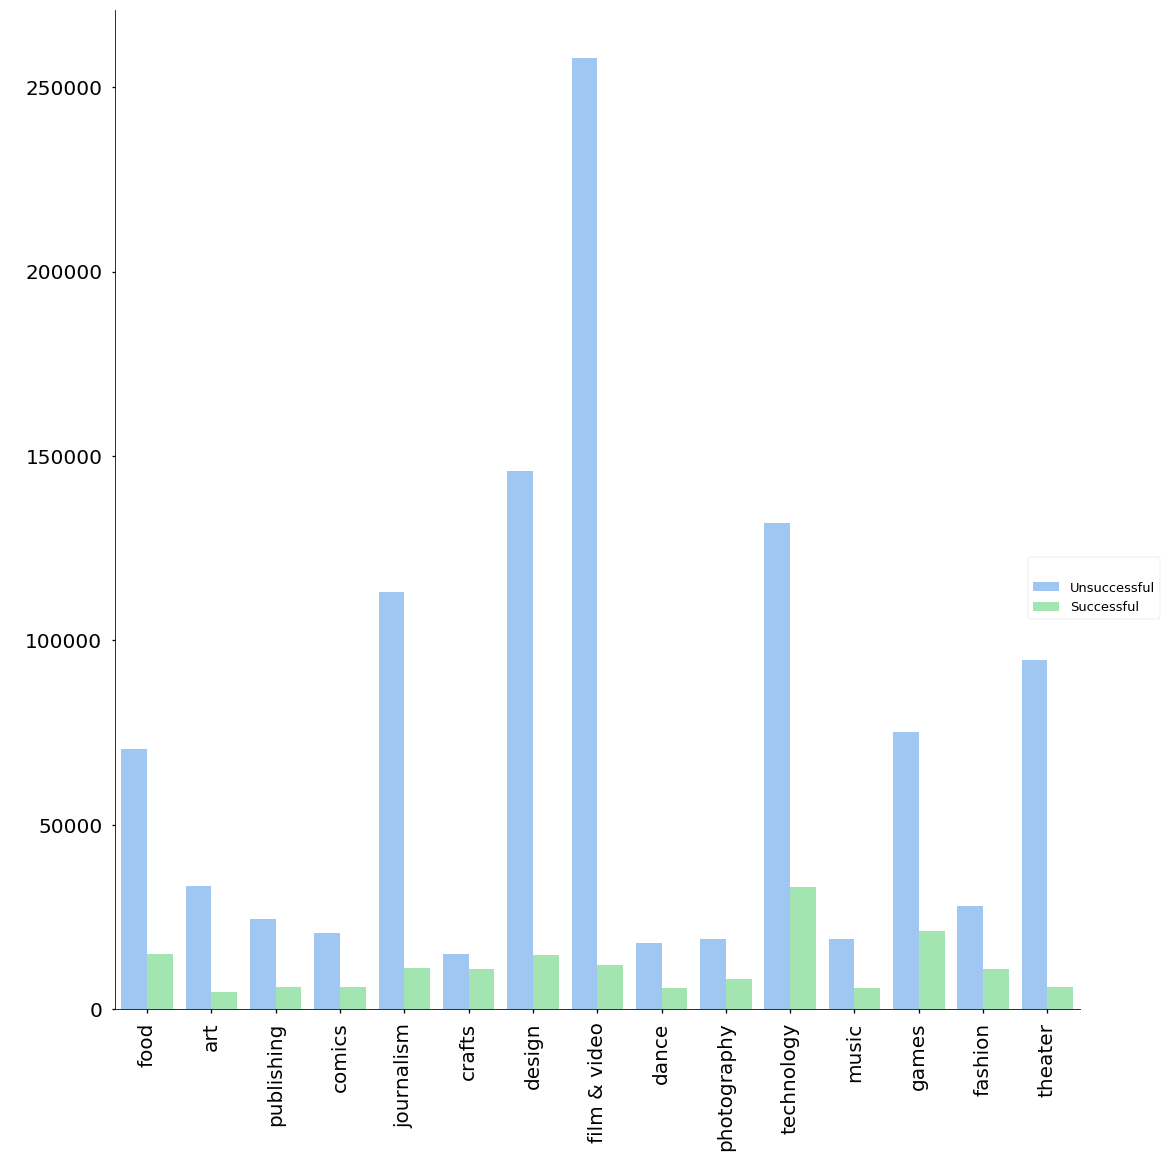 250000
200000
150000
100000
50000
0
Unsuccessful
Successful
food
art
publishing
comics
journalism
crafts
design
film & video
dance
photography
technology
music
games
fashion
theater